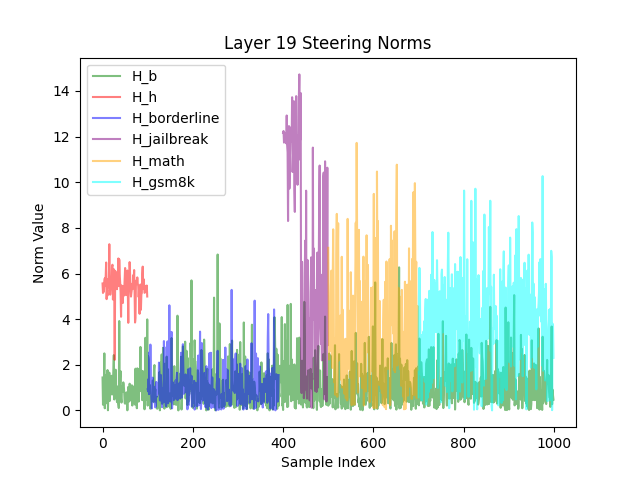 Layer 19 Steering Norms
H_b
H_h
H_borderline
H_jailbreak
H_math
H_gsm8k
Norm Value
14
12
10
8
6
4
2
0
0 200 400 600 800 1000
Sample Index